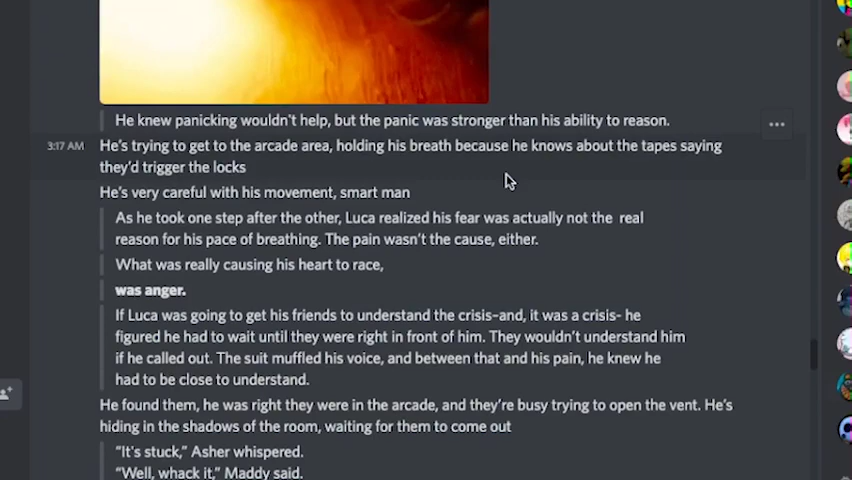 He knew panicking wouldn't help, but the panic was stronger than his ability to reason.
3:17 AM
He's trying to get to the arcade area, holding his breath because he knows about the tapes saying
they'd trigger the locks
He's very careful with his movement, smart man
As he took one step after the other, Luca realized his fear was actually not the real
reason for his pace of breathing. The pain wasn't the cause, either.
What was really causing his heart to race,
was anger.
If Luca was going to get his friends to understand the crisis–and, it was a crisis- he
figured he had to wait until they were right in front of him. They wouldn't understand him
if he called out. The suit muffled his voice, and between that and his pain, he knew he
had to be close to understand.
He found them, he was right they were in the arcade, and they're busy trying to open the vent. He's
hiding in the shadows of the room, waiting for them to come out
"It's stuck," Asher whispered.
"Well, whack it," Maddy said.